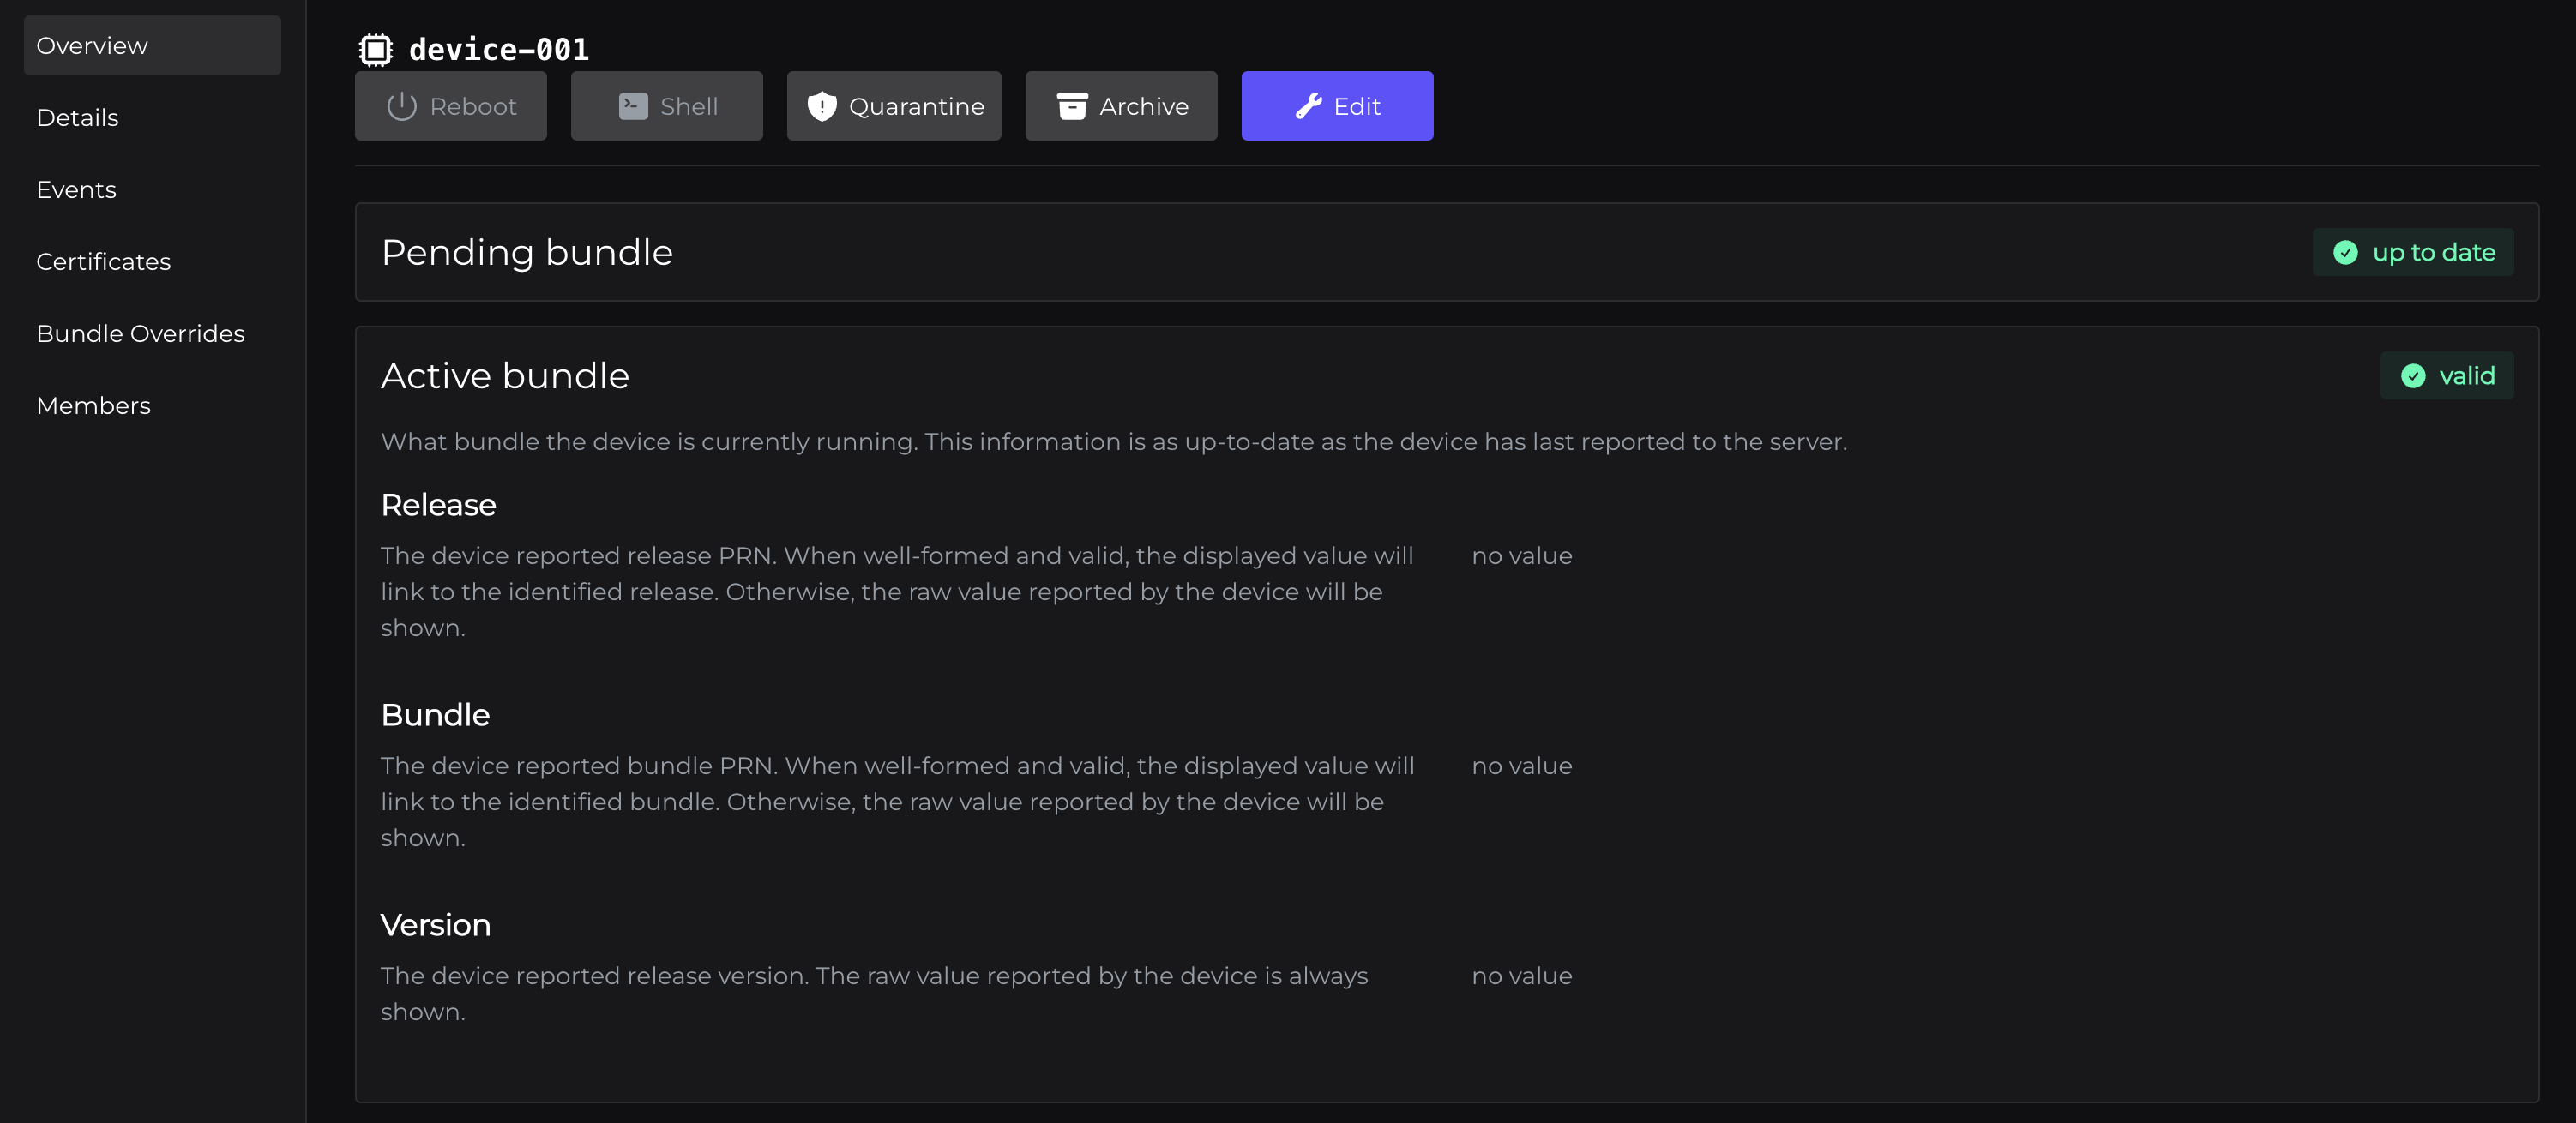 Overview
Details
Events
Certificates
Bundle Overrides
Members
device-001
Reboot
Shell
Quarantine
Archive
Edit
Pending bundle
up to date
Active bundle
valid
What bundle the device is currently running. This information is as up-to-date as the device has last reported to the server.
Release
The device reported release PRN. When well-formed and valid, the displayed value will
link to the identified release. Otherwise, the raw value reported by the device will be
shown.
no value
Bundle
The device reported bundle PRN. When well-formed and valid, the displayed value will
link to the identified bundle. Otherwise, the raw value reported by the device will be
shown.
no value
Version
The device reported release version. The raw value reported by the device is always
shown.
no value